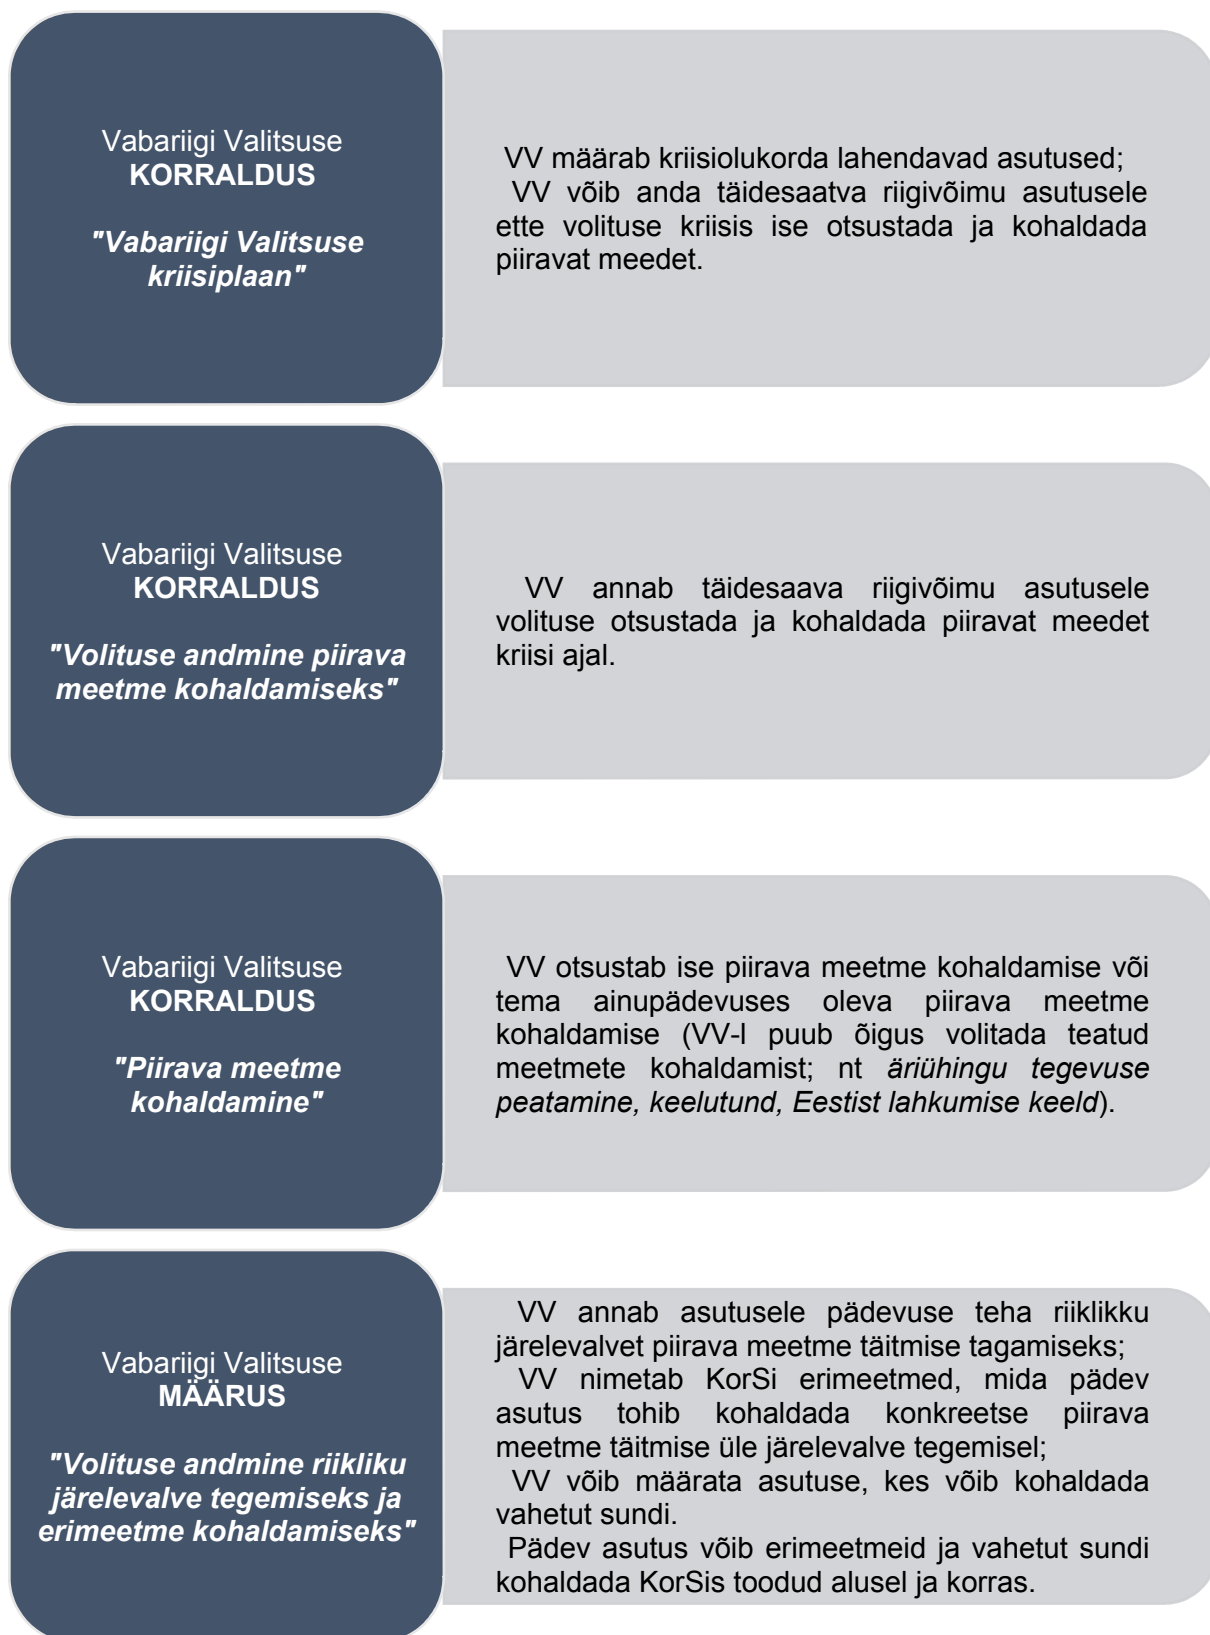 Vabariigi Valitsuse
KORRALDUS
"Vabariigi Valitsuse
kriisiplaan"
VV määrab kriisiolukorda lahendavad asutused;
VV võib anda täidesaatva riigivõimu asutusele
ette volituse kriisis ise otsustada ja kohaldada
piiravat meedet.
Vabariigi Valitsuse
KORRALDUS
"Volituse andmine piirava
meetme kohaldamiseks"
VV annab täidesaava riigivõimu asutusele
volituse otsustada ja kohaldada piiravat meedet
kriisi ajal.
Vabariigi Valitsuse
KORRALDUS
"Piirava meetme
kohaldamine"
VV otsustab ise piirava meetme kohaldamise või
tema ainupädevuses oleva piirava meetme
kohaldamise (VV-l puub õigus volitada teatud
meetmete kohaldamist; nt äriühingu tegevuse
peatamine, keelutund, Eestist lahkumise keeld).
Vabariigi Valitsuse
MÄÄRUS
"Volituse andmine riikliku
järelevalve tegemiseks ja
erimeetme kohaldamiseks"
VV annab asutusele pädevuse teha riiklikku
järelevalvet piirava meetme täitmise tagamiseks;
VV nimetab KorSi erimeetmed, mida pädev
asutus tohib kohaldada konkreetse piirava
meetme täitmise üle järelevalve tegemisel;
VV võib määrata asutuse, kes võib kohaldada
vahetut sundi.
Pädev asutus võib erimeetmeid ja vahetut sundi
kohaldada KorSis toodud alusel ja korras.